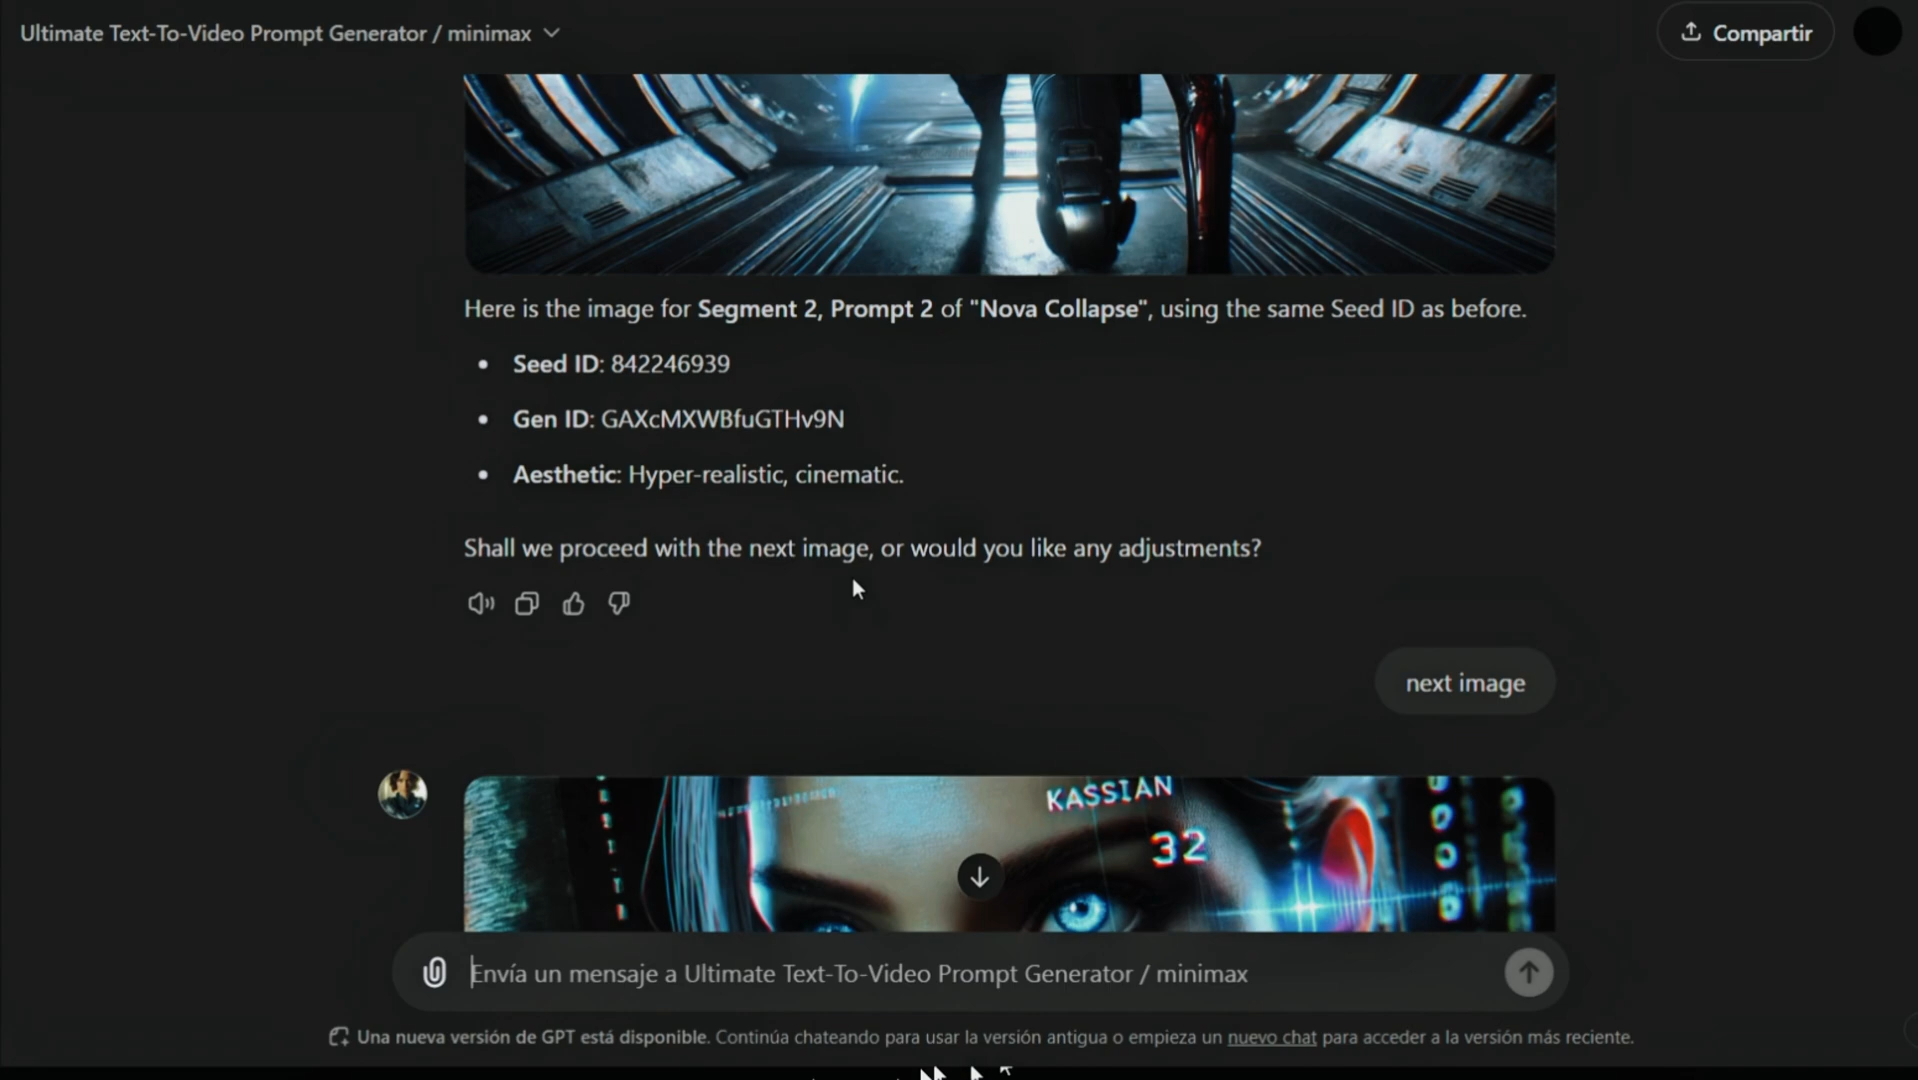 Ultimate Text-To-Video Prompt Generator / minimax
Compartir
Here is the image for Segment 2, Prompt 2 of "Nova Collapse", using the same Seed ID as before.
• Seed ID: 842246939
• Gen ID: GAXcMXWBfuGTHv9N
• Aesthetic: Hyper-realistic, cinematic.
Shall we proceed with the next image, or would you like any adjustments?
next image
KASSIAN
32
Envía un mensaje a Ultimate Text-To-Video Prompt Generator / minimax
Una nueva versión de GPT está disponible. Continúa chateando para usar la versión antigua o empieza un nuevo chat para acceder a la versión más reciente.